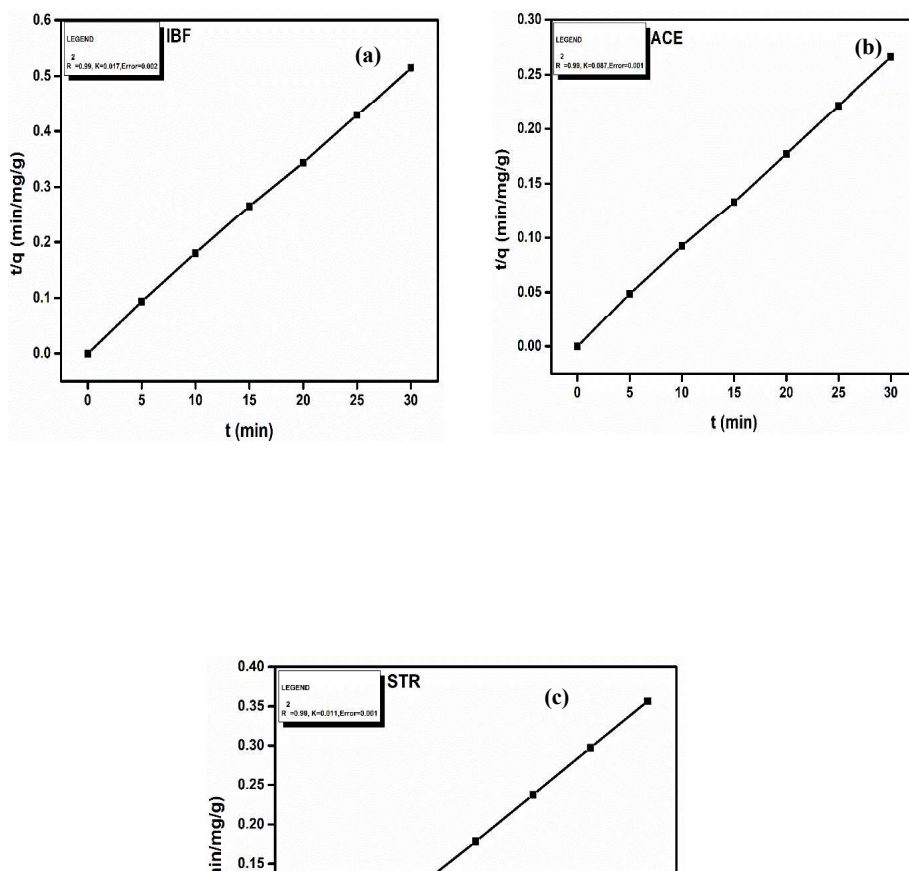 0.6
LEGEND
2
R =0.99, K=0.017,Error=0.002
IBF
(a)
0.5
0.4
0.3
0.2
0.1
0.0
t/q (min/mg/g)
0 5 10 15 20 25 30
t (min)
0.30
LEGEND
2
R =0.99, K=0.087,Error=0.001
ACE
(b)
0.25
0.20
0.15
0.10
0.05
0.00
t/q (min/mg/g)
0 5 10 15 20 25 30
t (min)
0.40
LEGEND
2
R =0.99, K=0.011,Error=0.001
STR
(c)
0.35
0.30
0.25
0.20
0.15
in/mg/g)